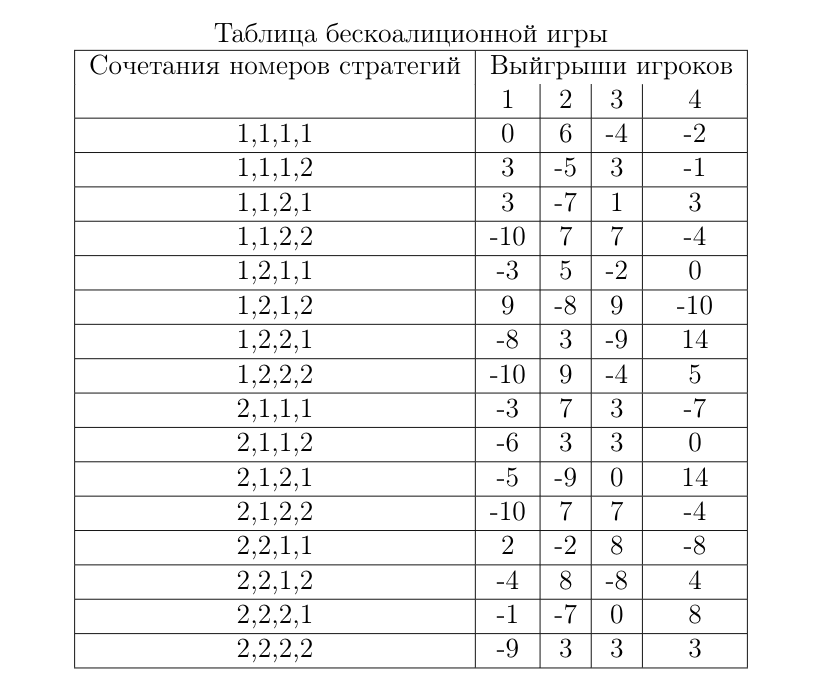 Таблица бескоалиционной игры
Сочетания номеров стратегий Выйгрыши игроков
1 2 3 4
1,1,1,1 0 6 -4 -2
1,1,1,2 3 -5 3 -1
1,1,2,1 3 -7 1 3
1,1,2,2 -10 7 7 -4
1,2,1,1 -3 5 -2 0
1,2,1,2 9 -8 9 -10
1,2,2,1 -8 3 -9 14
1,2,2,2 -10 9 -4 5
2,1,1,1 -3 7 3 -7
2,1,1,2 -6 3 3 0
2,1,2,1 -5 -9 0 14
2,1,2,2 -10 7 7 -4
2,2,1,1 2 -2 8 -8
2,2,1,2 -4 8 -8 4
2,2,2,1 -1 -7 0 8
2,2,2,2 -9 3 3 3